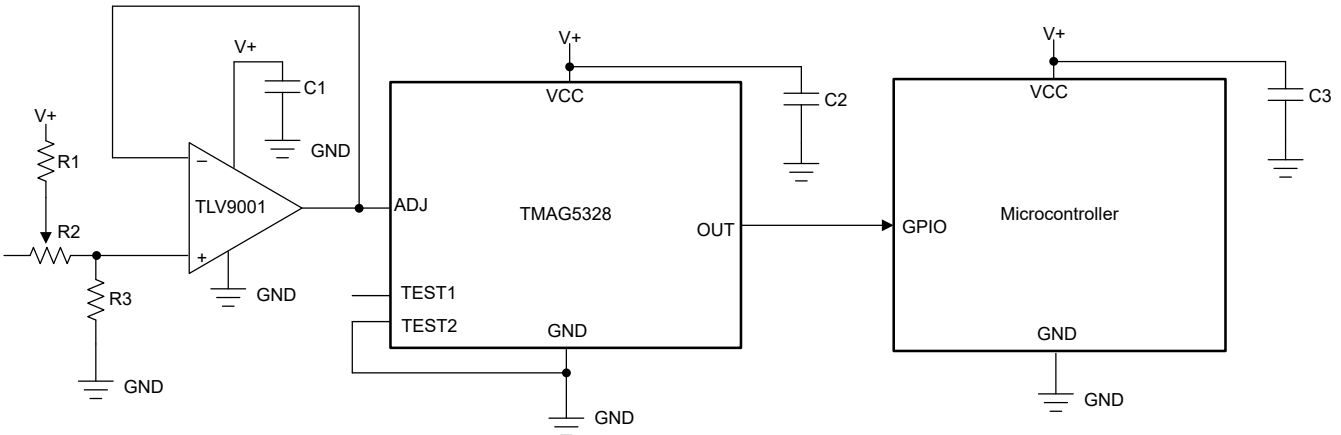 V+
V+
V+
C1
VCC
C2
VCC
C3
V+
R1
GND
−
TLV9001
ADJ
TMAG5328
Microcontroller
R2
OUT
GPIO
+
R3
GND
TEST1
TEST2
GND
GND
GND
GND
GND